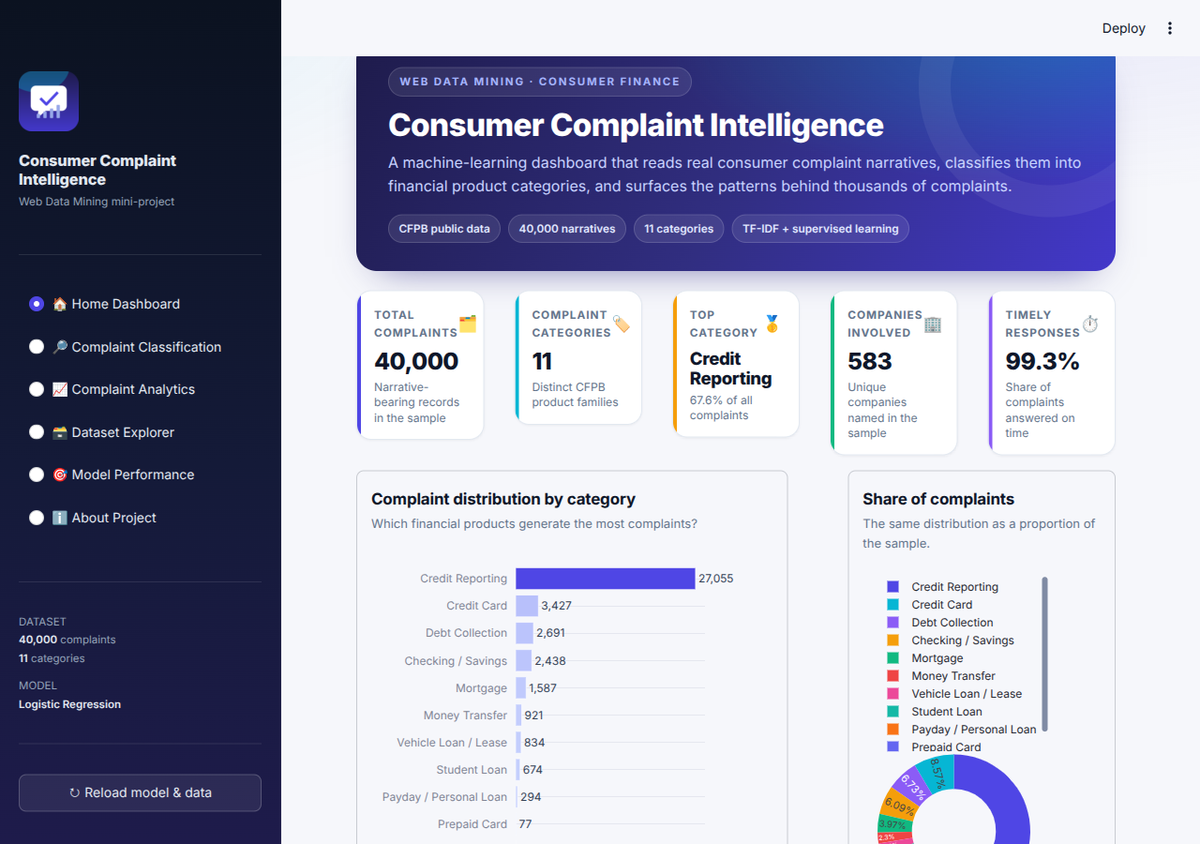 Deploy
Consumer Complaint
Intelligence
Web Data Mining mini-project
Home Dashboard
Complaint Classification
Complaint Analytics
Dataset Explorer
Model Performance
About Project
DATASET
40,000 complaints
11 categories
MODEL
Logistic Regression
↻ Reload model & data
WEB DATA MINING · CONSUMER FINANCE
Consumer Complaint Intelligence
A machine-learning dashboard that reads real consumer complaint narratives, classifies them into
financial product categories, and surfaces the patterns behind thousands of complaints.
CFPB public data
40,000 narratives
11 categories
TF-IDF + supervised learning
TOTAL
COMPLAINTS
40,000
Narrative-
bearing records
in the sample
COMPLAINT
CATEGORIES
11
Distinct CFPB
product families
TOP
CATEGORY
Credit
Reporting
67.6% of all
complaints
COMPANIES
INVOLVED
583
Unique
companies
named in the
sample
TIMELY
RESPONSES
99.3%
Share of
complaints
answered on
time
Complaint distribution by category
Which financial products generate the most complaints?
Credit Reporting 27,055
Credit Card 3,427
Debt Collection 2,691
Checking / Savings 2,438
Mortgage 1,587
Money Transfer 921
Vehicle Loan / Lease 834
Student Loan 674
Payday / Personal Loan 294
Prepaid Card 77
Share of complaints
The same distribution as a proportion of
the sample.
Credit Reporting
Credit Card
Debt Collection
Checking / Savings
Mortgage
Money Transfer
Vehicle Loan / Lease
Student Loan
Payday / Personal Loan
Prepaid Card
8.57%
6.73%
6.09%
3.97%
2.3%